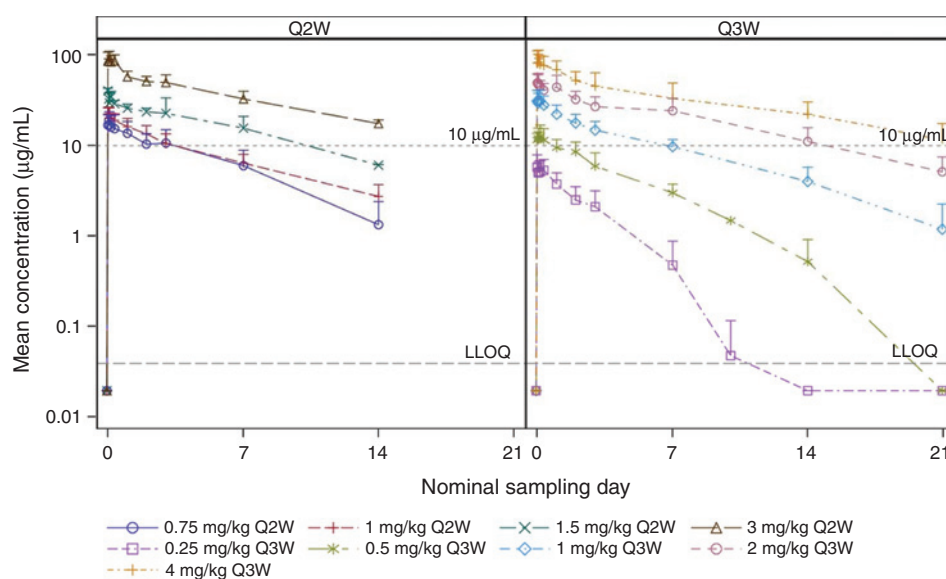 Q2W
Q3W
Mean concentration (µg/mL)
100
10
1
0.1
0.01
10 µg/mL
10 µg/mL
LLOQ
LLOQ
0
7
14
21
0
7
14
21
Nominal sampling day
0.75 mg/kg Q2W
1 mg/kg Q2W
1.5 mg/kg Q2W
3 mg/kg Q2W
0.25 mg/kg Q3W
0.5 mg/kg Q3W
1 mg/kg Q3W
2 mg/kg Q3W
4 mg/kg Q3W